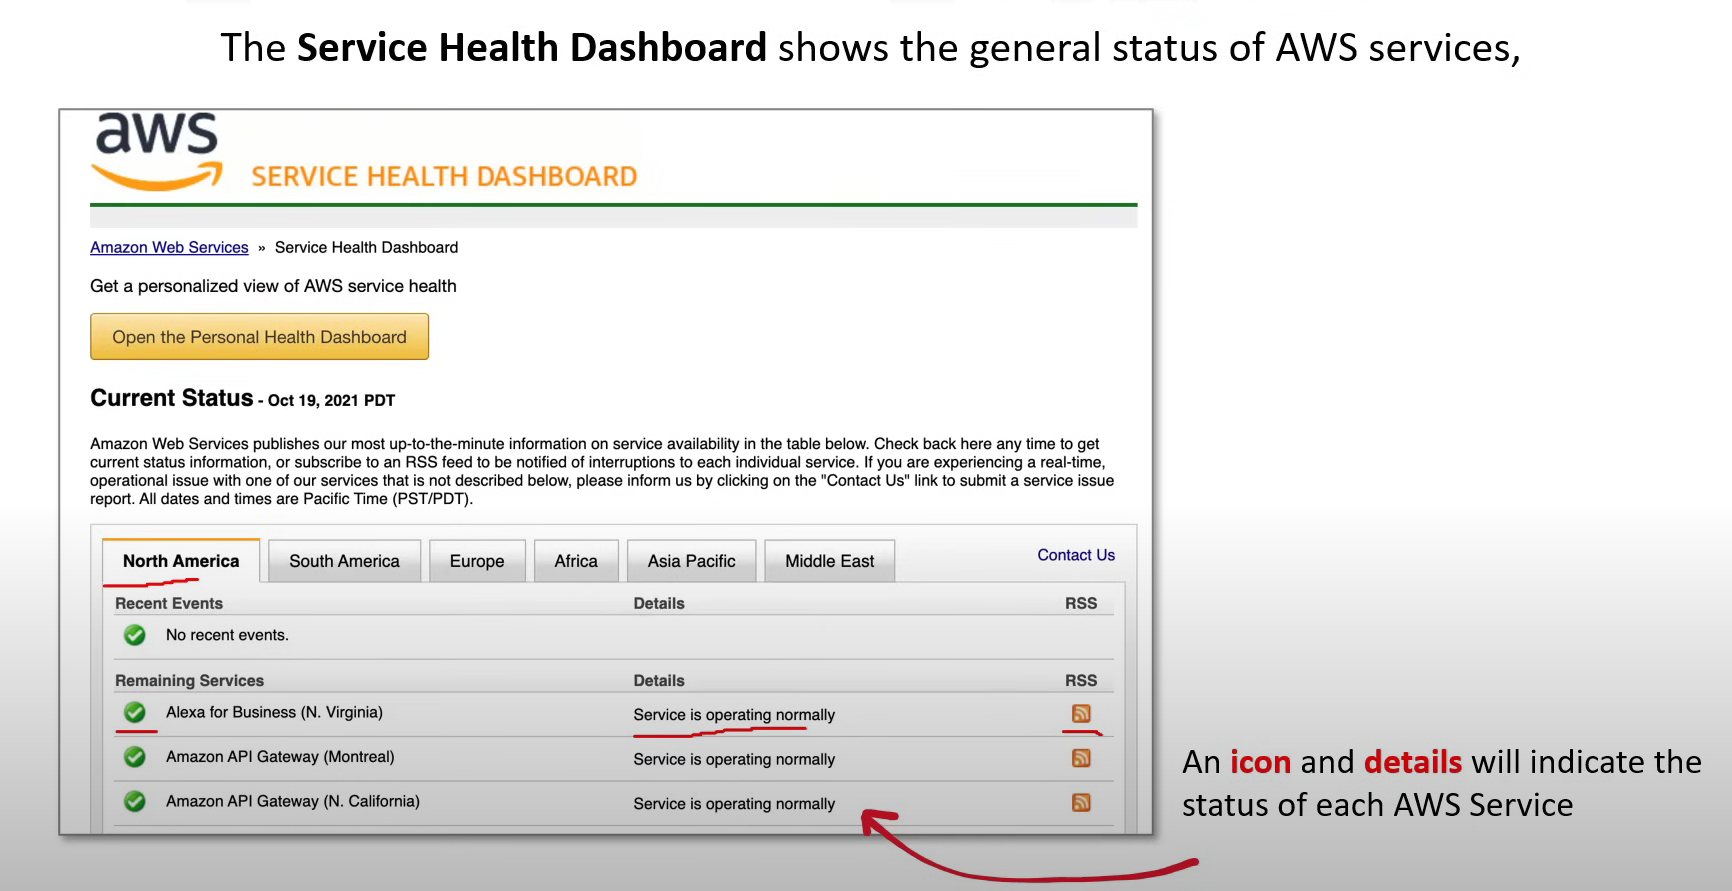 The Service Health Dashboard shows the general status of AWS services,
aws
SERVICE HEALTH DASHBOARD
Amazon Web Services » Service Health Dashboard
Get a personalized view of AWS service health
Open the Personal Health Dashboard
Current Status - Oct 19, 2021 PDT
Amazon Web Services publishes our most up-to-the-minute information on service availability in the table below. Check back here any time to get
current status information, or subscribe to an RSS feed to be notified of interruptions to each individual service. If you are experiencing a real-time,
operational issue with one of our services that is not described below, please inform us by clicking on the "Contact Us" link to submit a service issue
report. All dates and times are Pacific Time (PST/PDT).
North America South America Europe Africa Asia Pacific Middle East Contact Us
Recent Events Details RSS
No recent events.
Remaining Services Details RSS
Alexa for Business (N. Virginia) Service is operating normally
Amazon API Gateway (Montreal) Service is operating normally
Amazon API Gateway (N. California) Service is operating normally
An icon and details will indicate the
status of each AWS Service